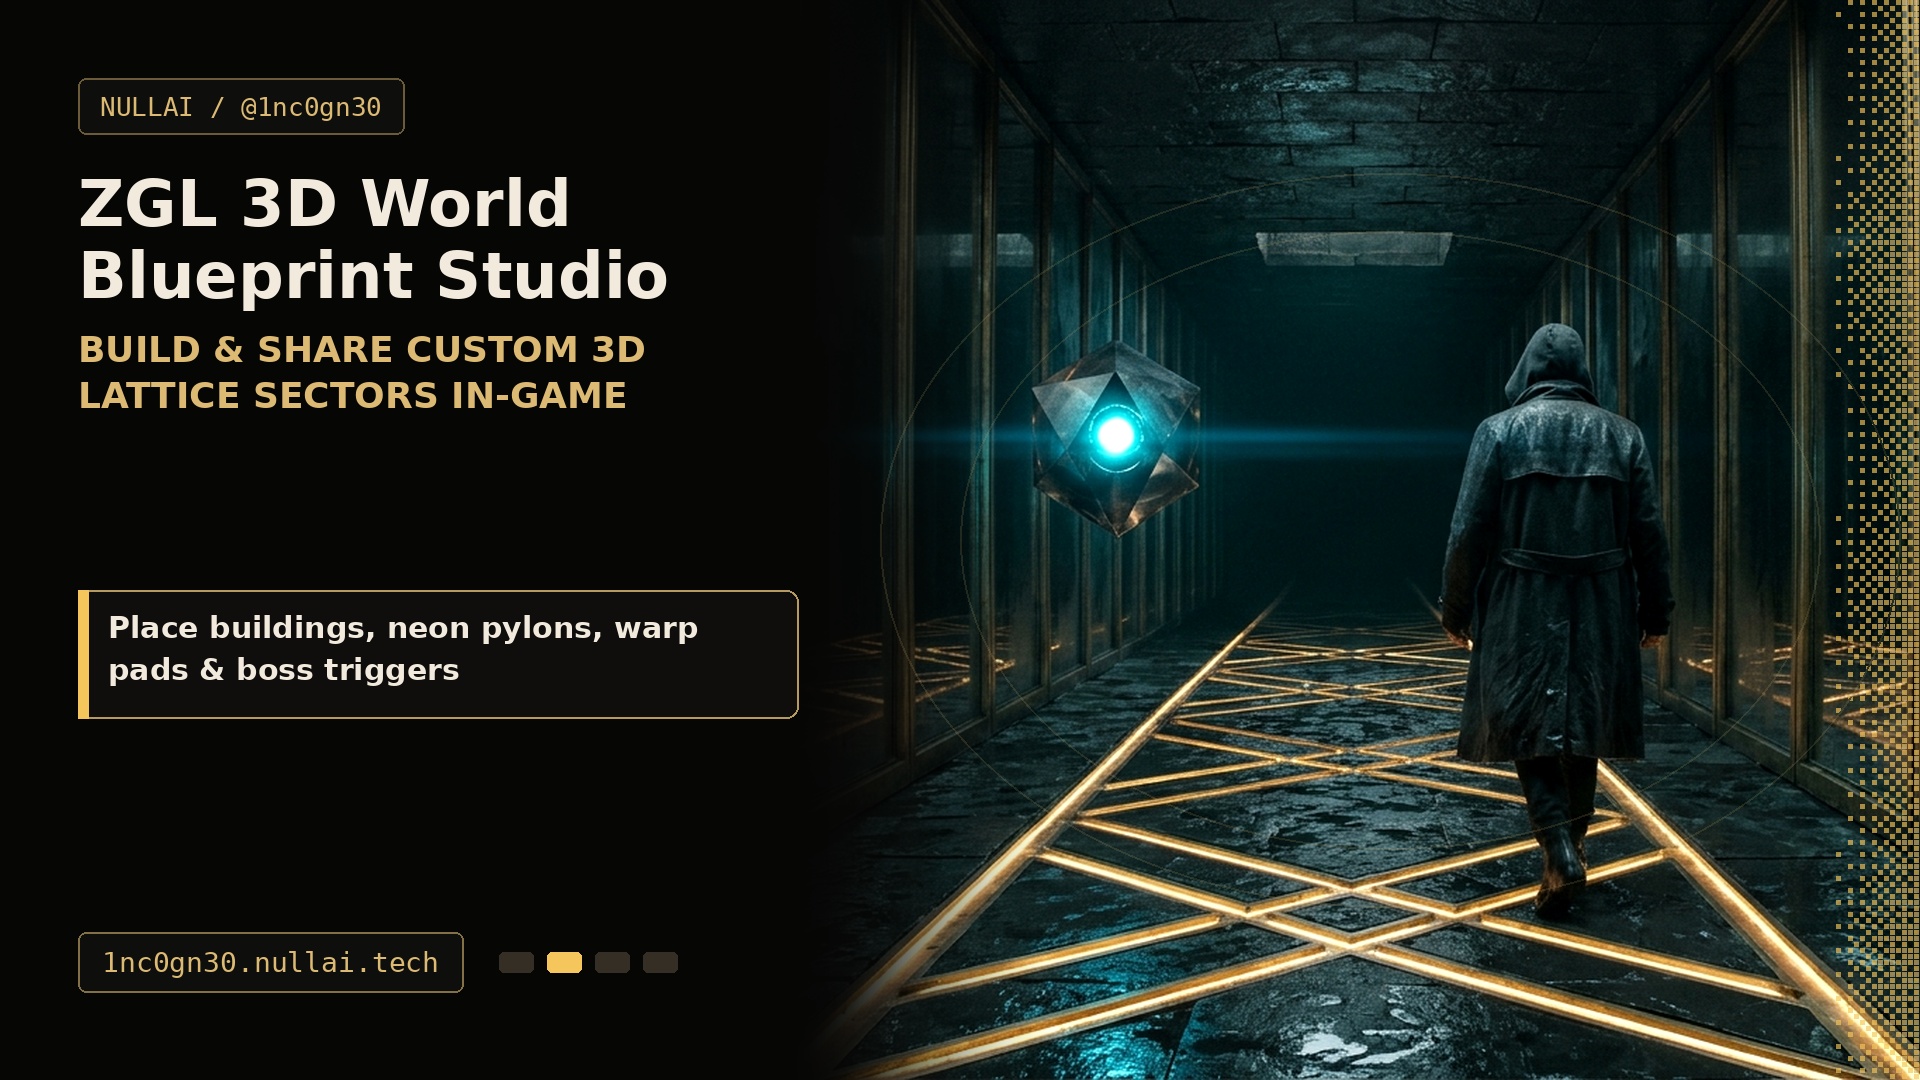 NULLAI / @1nc0gn30
ZGL 3D World
Blueprint Studio
BUILD & SHARE CUSTOM 3D
LATTICE SECTORS IN-GAME
Place buildings, neon pylons, warp
pads & boss triggers
1nc0gn30.nullai.tech